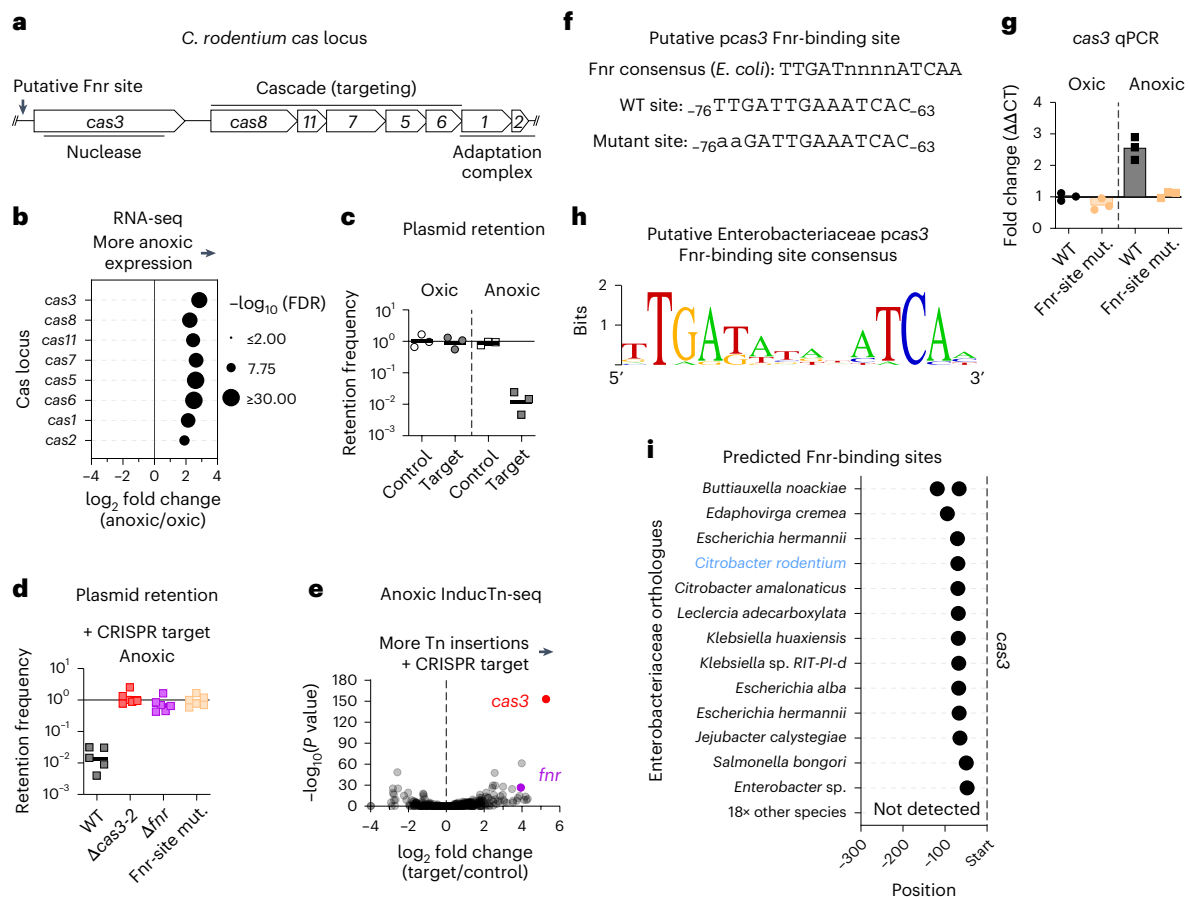 a
C. rodentium cas locus
Putative Fnr site
Cascade (targeting)
cas3
cas8
11
7
5
6
1
2
Nuclease
Adaptation
complex
b
RNA-seq
More anoxic
expression
cas3
cas8
cas11
cas7
cas5
cas6
cas1
cas2
Cas locus
–log10 (FDR)
≤2.00
7.75
≥30.00
−4 −2 0 2 4
log2 fold change
(anoxic/oxic)
c
Plasmid retention
Oxic Anoxic
Retention frequency
10^1
10^0
10^−1
10^−2
10^−3
Control
Target
Control
Target
d
Plasmid retention
+ CRISPR target
Anoxic
Retention frequency
10^1
10^0
10^−1
10^−2
10^−3
WT
Δcas3-2
Δfnr
Fnr-site mut.
e
Anoxic InducTn-seq
More Tn insertions
+ CRISPR target
−log10(P value)
180
150
120
90
60
30
0
cas3
fnr
−4 −2 0 2 4 6
log2 fold change
(target/control)
f
Putative pcas3 Fnr-binding site
Fnr consensus (E. coli): TTGATnnnnATCAA
WT site: −76TTGATTGAAATCAC−63
Mutant site: −76aaGATTGAAATCAC−63
g
cas3 qPCR
Oxic Anoxic
Fold change (ΔΔCT)
4
3
2
1
0
WT
Fnr-site mut.
WT
Fnr-site mut.
h
Putative Enterobacteriaceae pcas3
Fnr-binding site consensus
Bits
2
1
5′ 3′
i
Predicted Fnr-binding sites
Enterobacteriaceae orthologues
Buttiauxella noackiae
Edaphovirga cremea
Escherichia hermannii
Citrobacter rodentium
Citrobacter amalonaticus
Leclercia adecarboxylata
Klebsiella huaxiensis
Klebsiella sp. RIT-PI-d
Escherichia alba
Escherichia hermannii
Jejubacter calystegiae
Salmonella bongori
Enterobacter sp.
18× other species
Not detected
cas3
−300
−200
−100
Start
Position